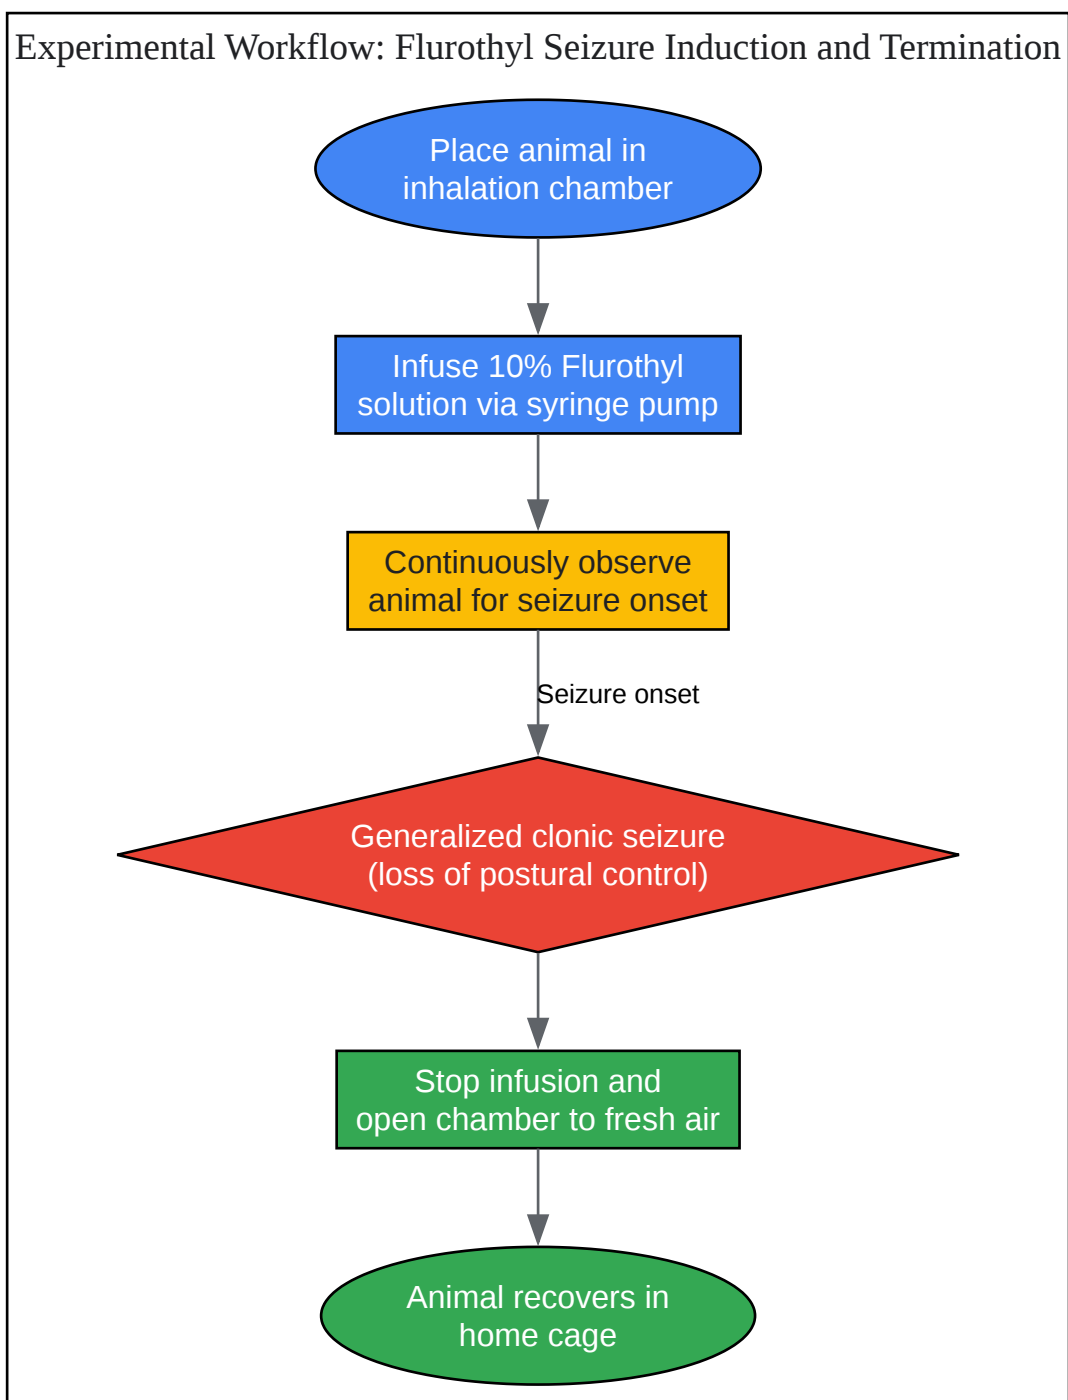 Experimental Workflow: Flurothyl Seizure Induction and Termination
Place animal in
inhalation chamber
Infuse 10% Flurothyl
solution via syringe pump
Continuously observe
animal for seizure onset
Seizure onset
Generalized clonic seizure
(loss of postural control)
Stop infusion and
open chamber to fresh air
Animal recovers in
home cage